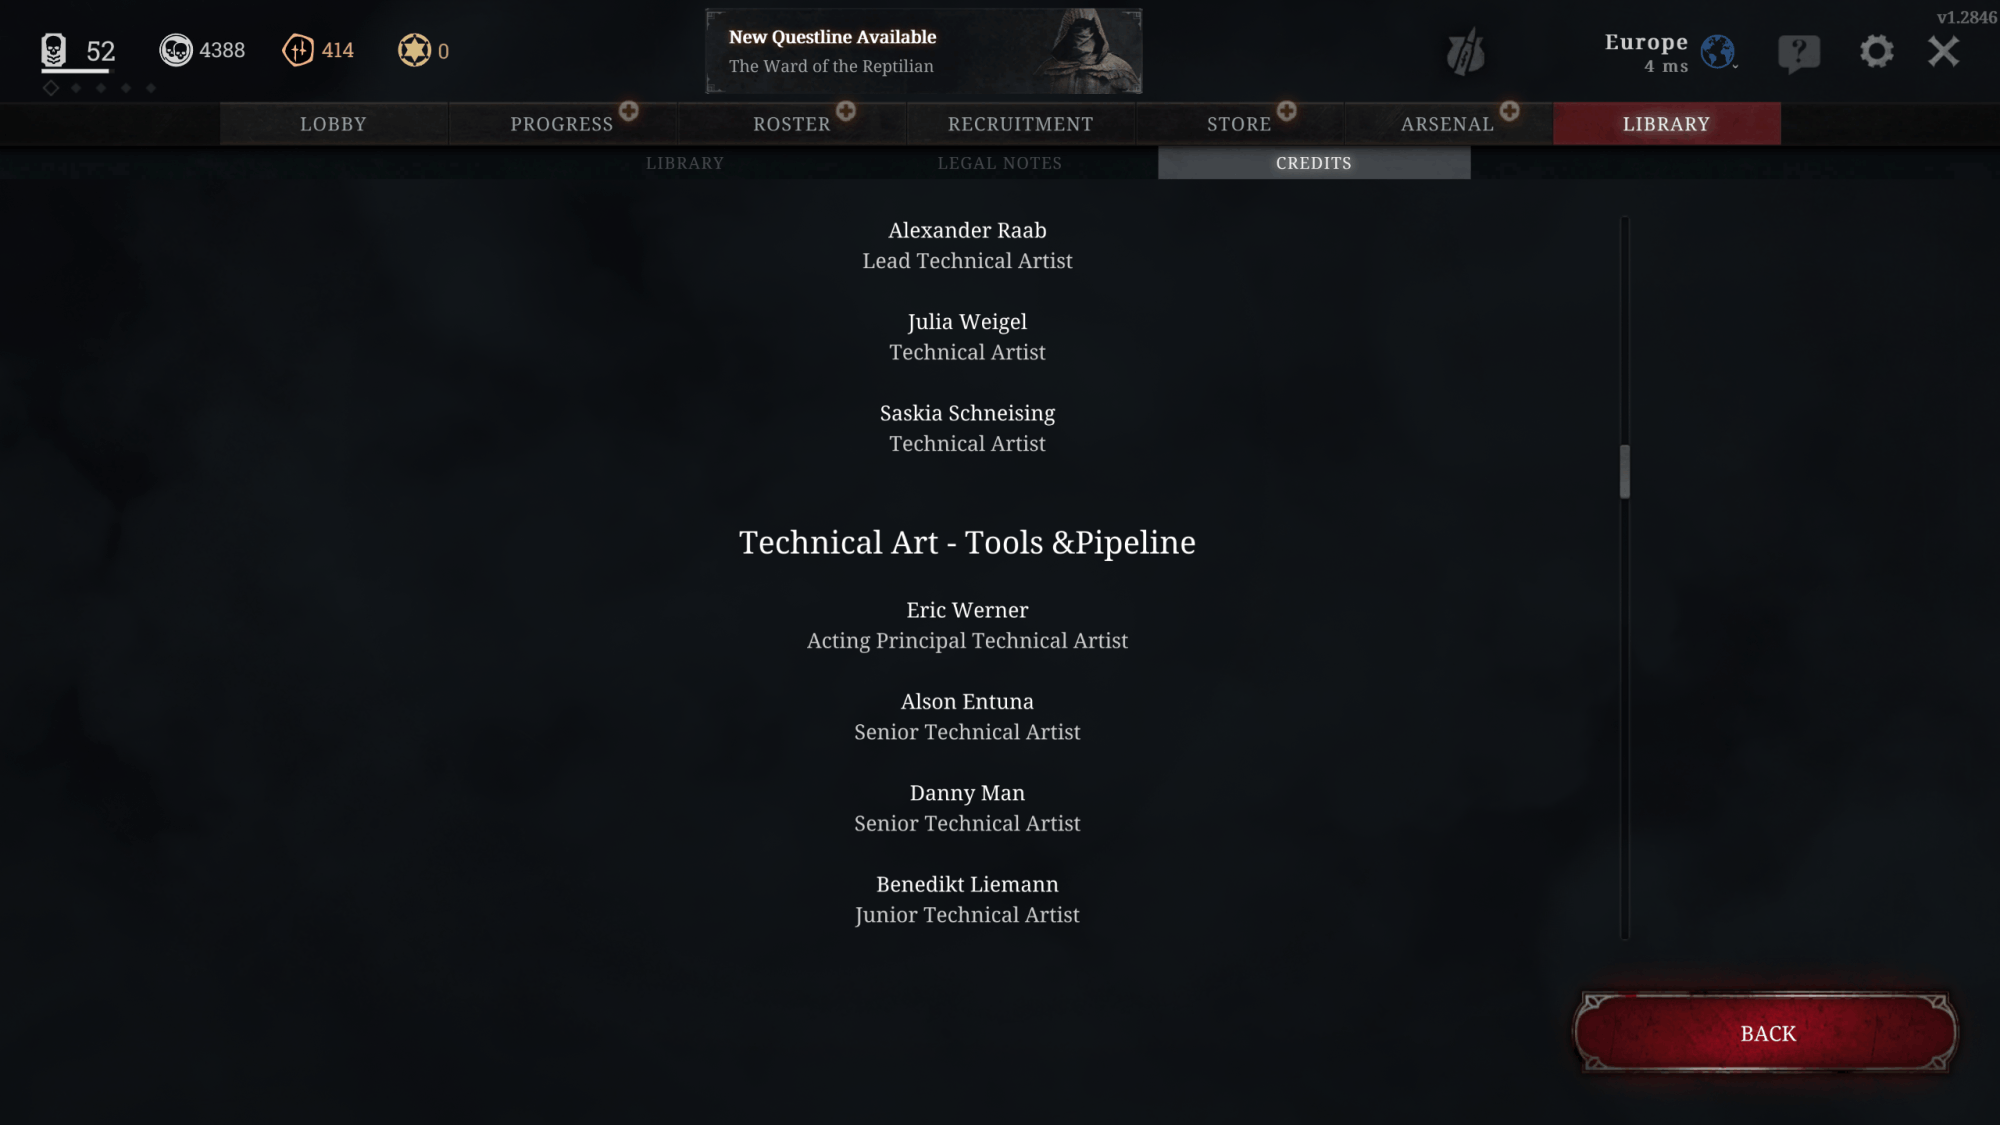 v1.2846
52
4388
414
0
New Questline Available
The Ward of the Reptilian
Europe
4 ms
?
LOBBY
PROGRESS
ROSTER
RECRUITMENT
STORE
ARSENAL
LIBRARY
LIBRARY
LEGAL NOTES
CREDITS
Alexander Raab
Lead Technical Artist
Julia Weigel
Technical Artist
Saskia Schneising
Technical Artist
Technical Art - Tools &Pipeline
Eric Werner
Acting Principal Technical Artist
Alson Entuna
Senior Technical Artist
Danny Man
Senior Technical Artist
Benedikt Liemann
Junior Technical Artist
BACK